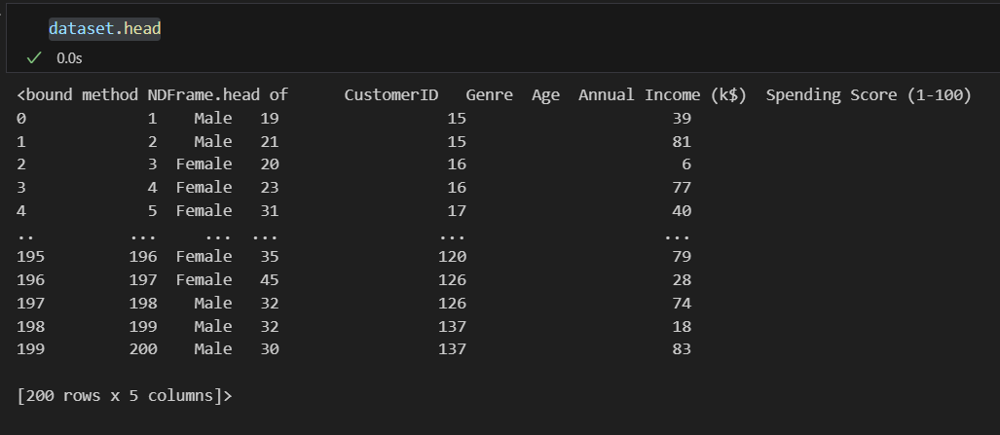 dataset.head
0.0s
<bound method NDFrame.head of      CustomerID   Genre  Age  Annual Income (k$)  Spending Score (1-100)
0             1    Male   19                  15                      39
1             2    Male   21                  15                      81
2             3  Female   20                  16                       6
3             4  Female   23                  16                      77
4             5  Female   31                  17                      40
..          ...     ...  ...                 ...                     ...
195         196  Female   35                 120                      79
196         197  Female   45                 126                      28
197         198    Male   32                 126                      74
198         199    Male   32                 137                      18
199         200    Male   30                 137                      83
[200 rows x 5 columns]>